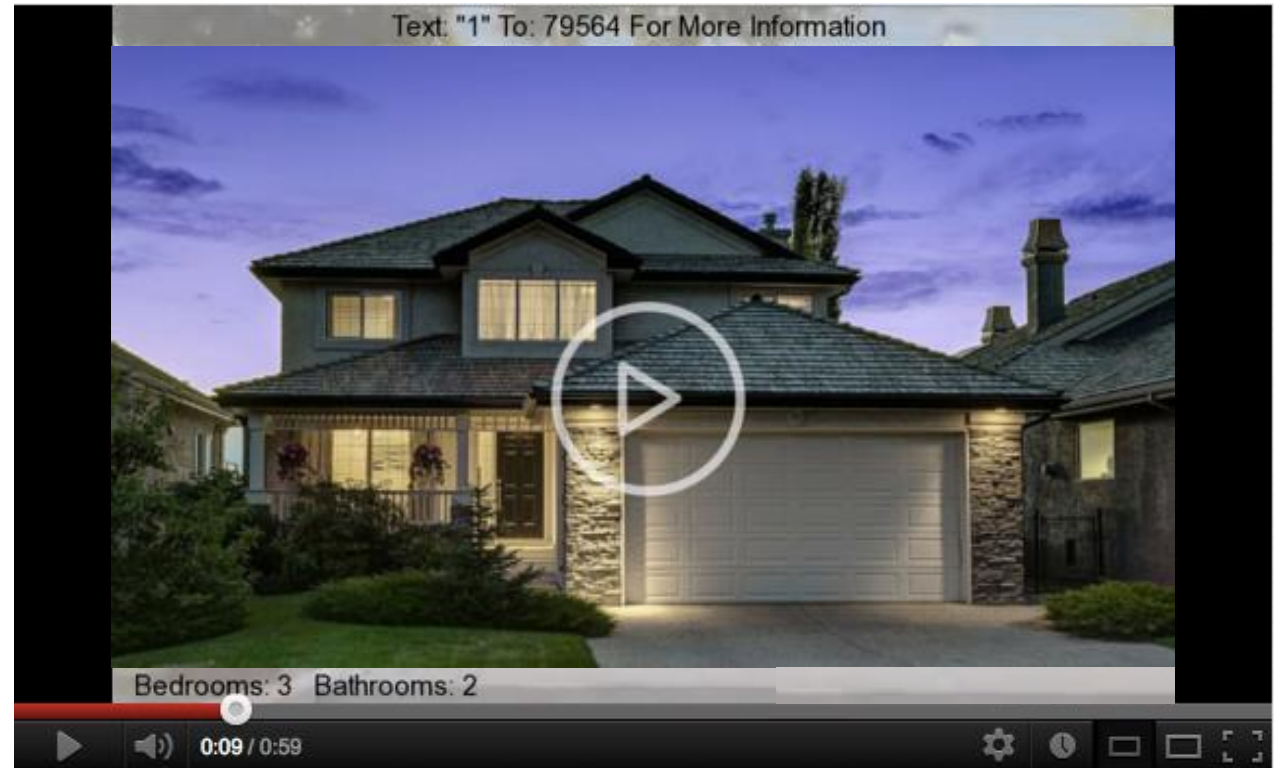 Text: "1" To: 79564 For More Information
Bedrooms: 3   Bathrooms: 2
0:09 / 0:59